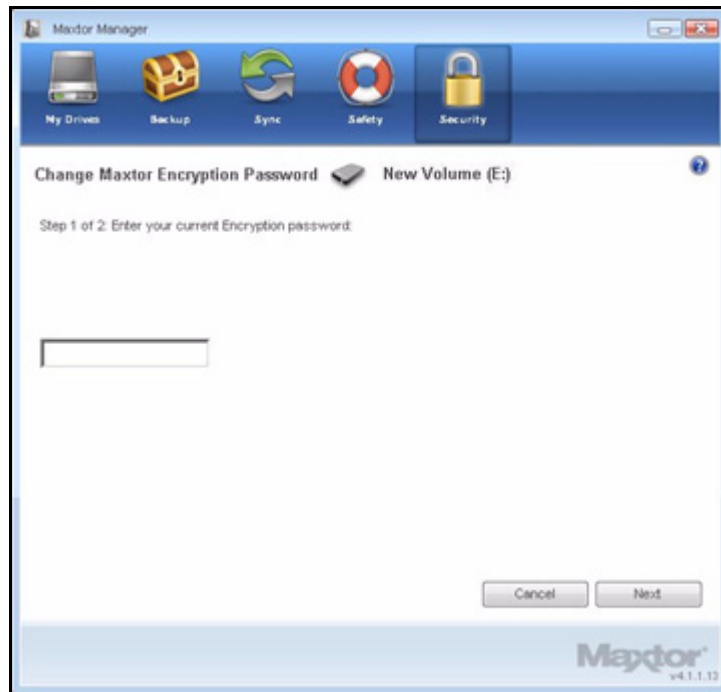 Maxtor Manager
My Drives Backup Sync Safety Security
Change Maxtor Encryption Password New Volume (E:)
?
Step 1 of 2: Enter your current Encryption password:
Cancel Next
Maxtor
v4.1.1.13